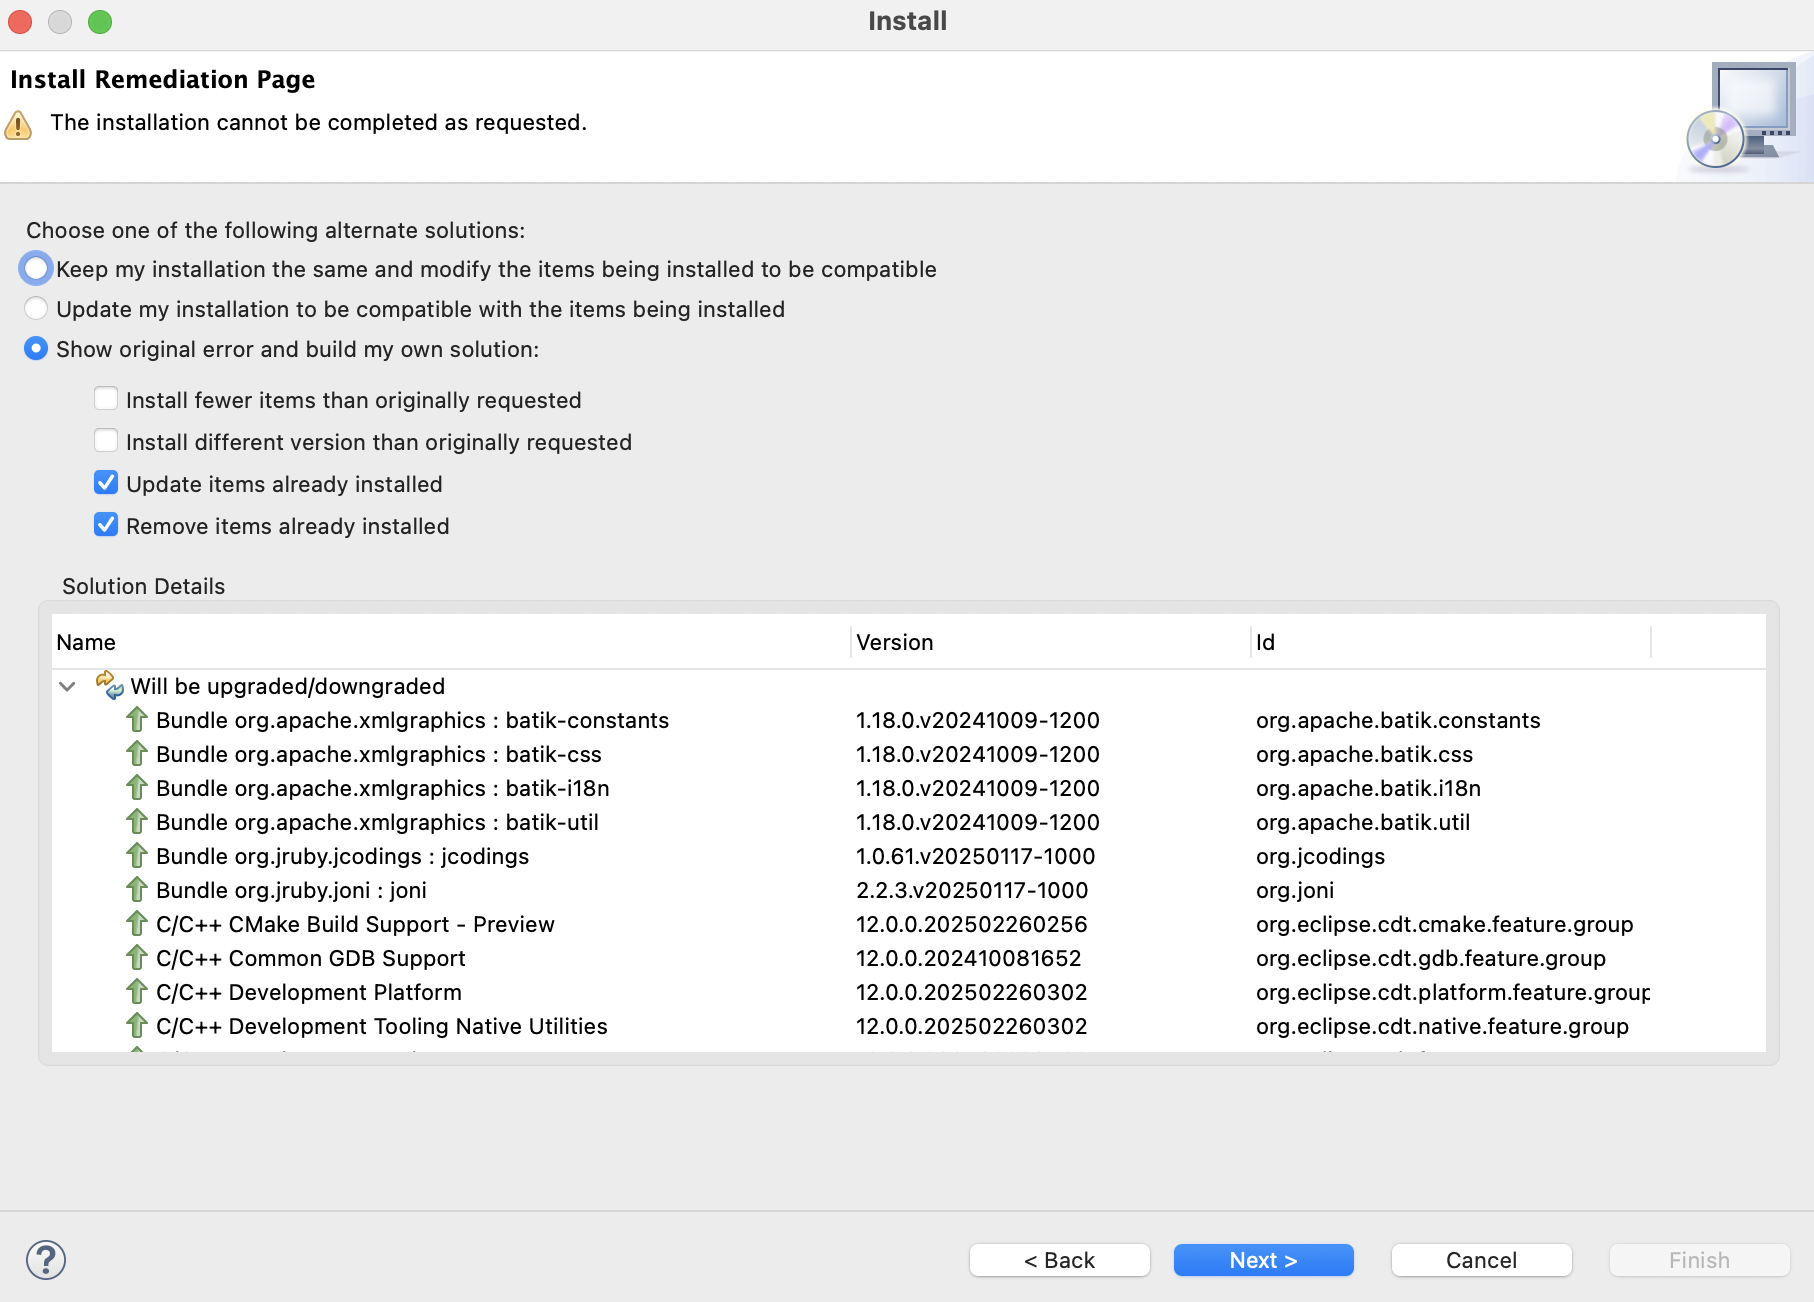 Install
Install Remediation Page
The installation cannot be completed as requested.
Choose one of the following alternate solutions:
Keep my installation the same and modify the items being installed to be compatible
Update my installation to be compatible with the items being installed
Show original error and build my own solution:
Install fewer items than originally requested
Install different version than originally requested
Update items already installed
Remove items already installed
Solution Details
Name Version Id
Will be upgraded/downgraded
Bundle org.apache.xmlgraphics : batik-constants 1.18.0.v20241009-1200 org.apache.batik.constants
Bundle org.apache.xmlgraphics : batik-css 1.18.0.v20241009-1200 org.apache.batik.css
Bundle org.apache.xmlgraphics : batik-i18n 1.18.0.v20241009-1200 org.apache.batik.i18n
Bundle org.apache.xmlgraphics : batik-util 1.18.0.v20241009-1200 org.apache.batik.util
Bundle org.jruby.jcodings : jcodings 1.0.61.v20250117-1000 org.jcodings
Bundle org.jruby.joni : joni 2.2.3.v20250117-1000 org.joni
C/C++ CMake Build Support - Preview 12.0.0.202502260256 org.eclipse.cdt.cmake.feature.group
C/C++ Common GDB Support 12.0.0.202410081652 org.eclipse.cdt.gdb.feature.group
C/C++ Development Platform 12.0.0.202502260302 org.eclipse.cdt.platform.feature.group
C/C++ Development Tooling Native Utilities 12.0.0.202502260302 org.eclipse.cdt.native.feature.group
? < Back Next > Cancel Finish